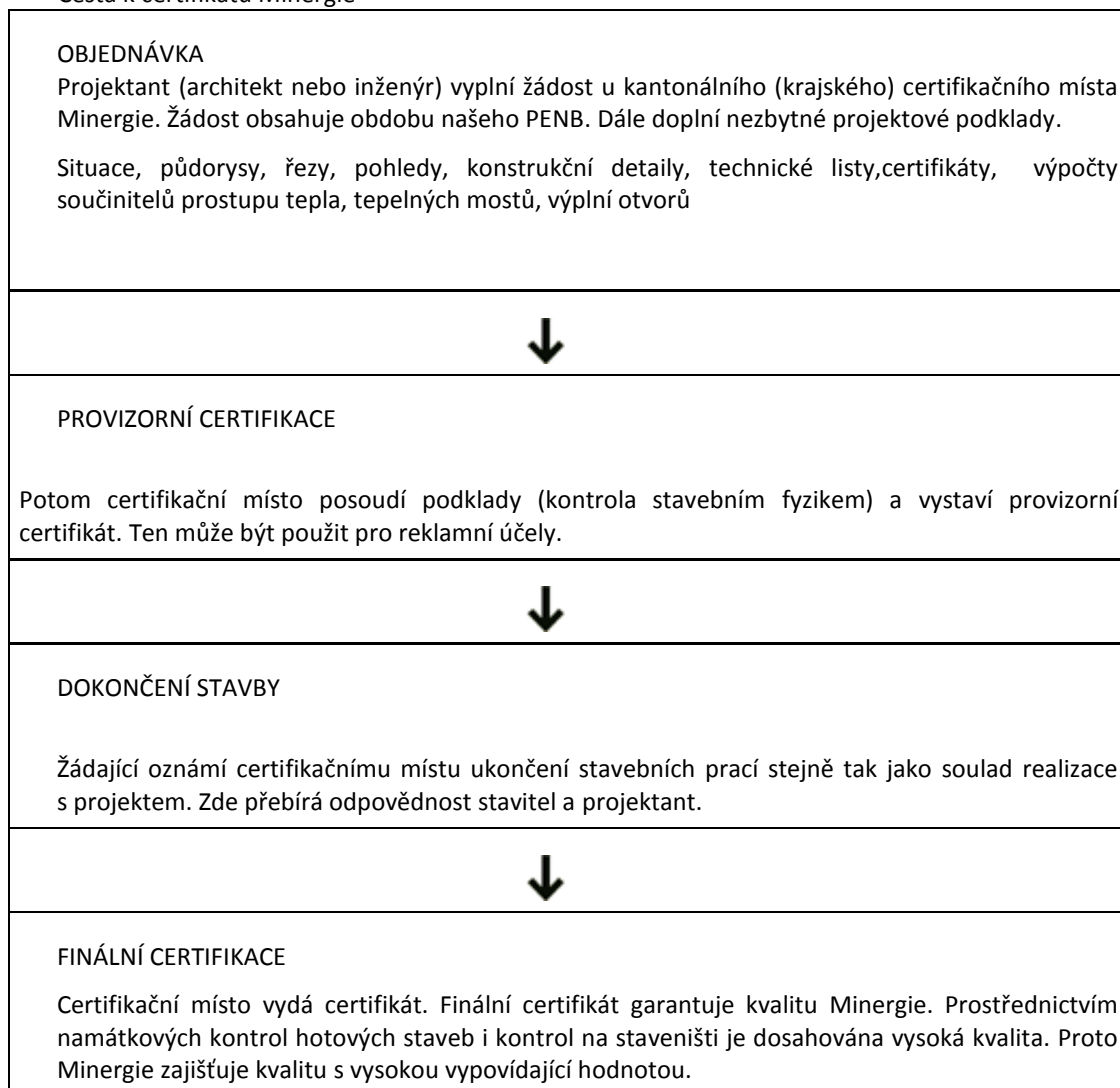 Cesta k certifikátu Minergie
OBJEDNÁVKA
Projektant (architekt nebo inženýr) vyplní žádost u kantonálního (krajského) certifikačního místa
Minergie. Žádost obsahuje obdobu našeho PENB. Dále doplní nezbytné projektové podklady.
Situace, půdorysy, řezy, pohledy, konstrukční detaily, technické listy,certifikáty, výpočty
součinitelů prostupu tepla, tepelných mostů, výplní otvorů
PROVIZORNÍ CERTIFIKACE
Potom certifikační místo posoudí podklady (kontrola stavebním fyzikem) a vystaví provizorní
certifikát. Ten může být použit pro reklamní účely.
DOKONČENÍ STAVBY
Žádající oznámí certifikačnímu místu ukončení stavebních prací stejně tak jako soulad realizace
s projektem. Zde přebírá odpovědnost stavitel a projektant.
FINÁLNÍ CERTIFIKACE
Certifikační místo vydá certifikát. Finální certifikát garantuje kvalitu Minergie. Prostřednictvím
namátkových kontrol hotových staveb i kontrol na staveništi je dosahována vysoká kvalita. Proto
Minergie zajišťuje kvalitu s vysokou vypovídající hodnotou.